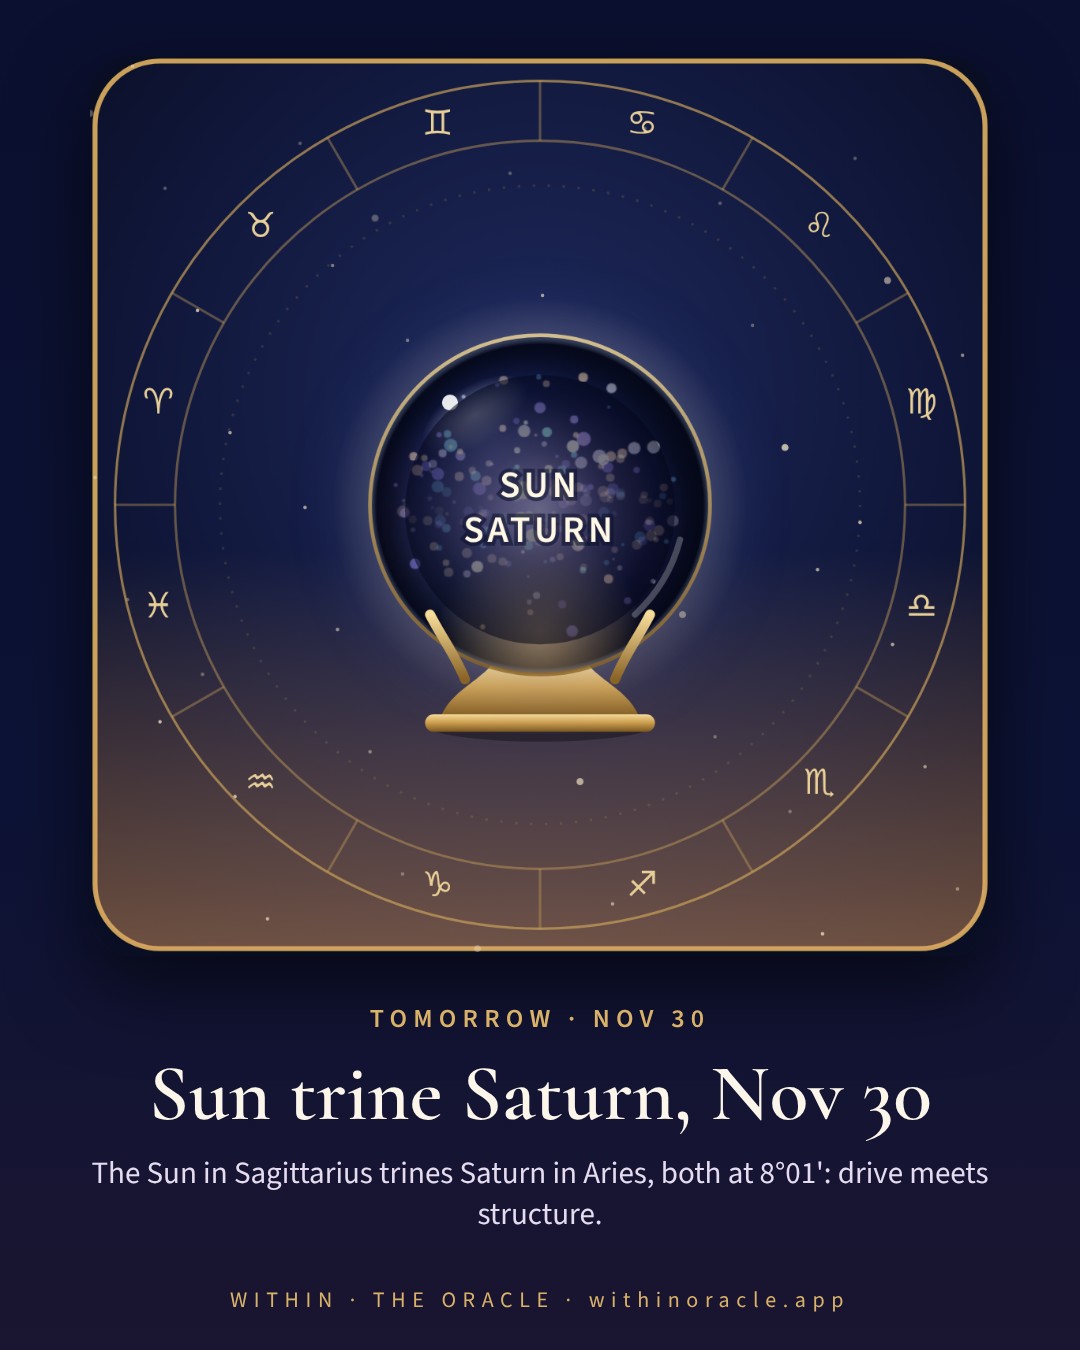 ♊ ♋
♉ ♌
♈ ♍
SUN
SATURN
♓ ♎
♒ ♏
♑ ♐
TOMORROW · NOV 30
Sun trine Saturn, Nov 30
The Sun in Sagittarius trines Saturn in Aries, both at 8°01': drive meets
structure.
WITHIN · THE ORACLE · withinoracle.app